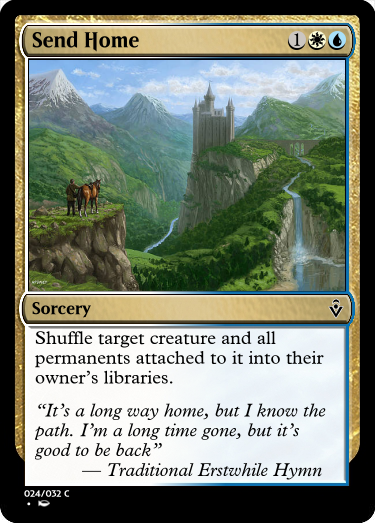 Send Home 1
Sorcery
Shuffle target creature and all
permanents attached to it into their
owner's libraries.
“It's a long way home, but I know the
path. I'm a long time gone, but it's
good to be back”
— Traditional Erstwhile Hymn
024/032 C